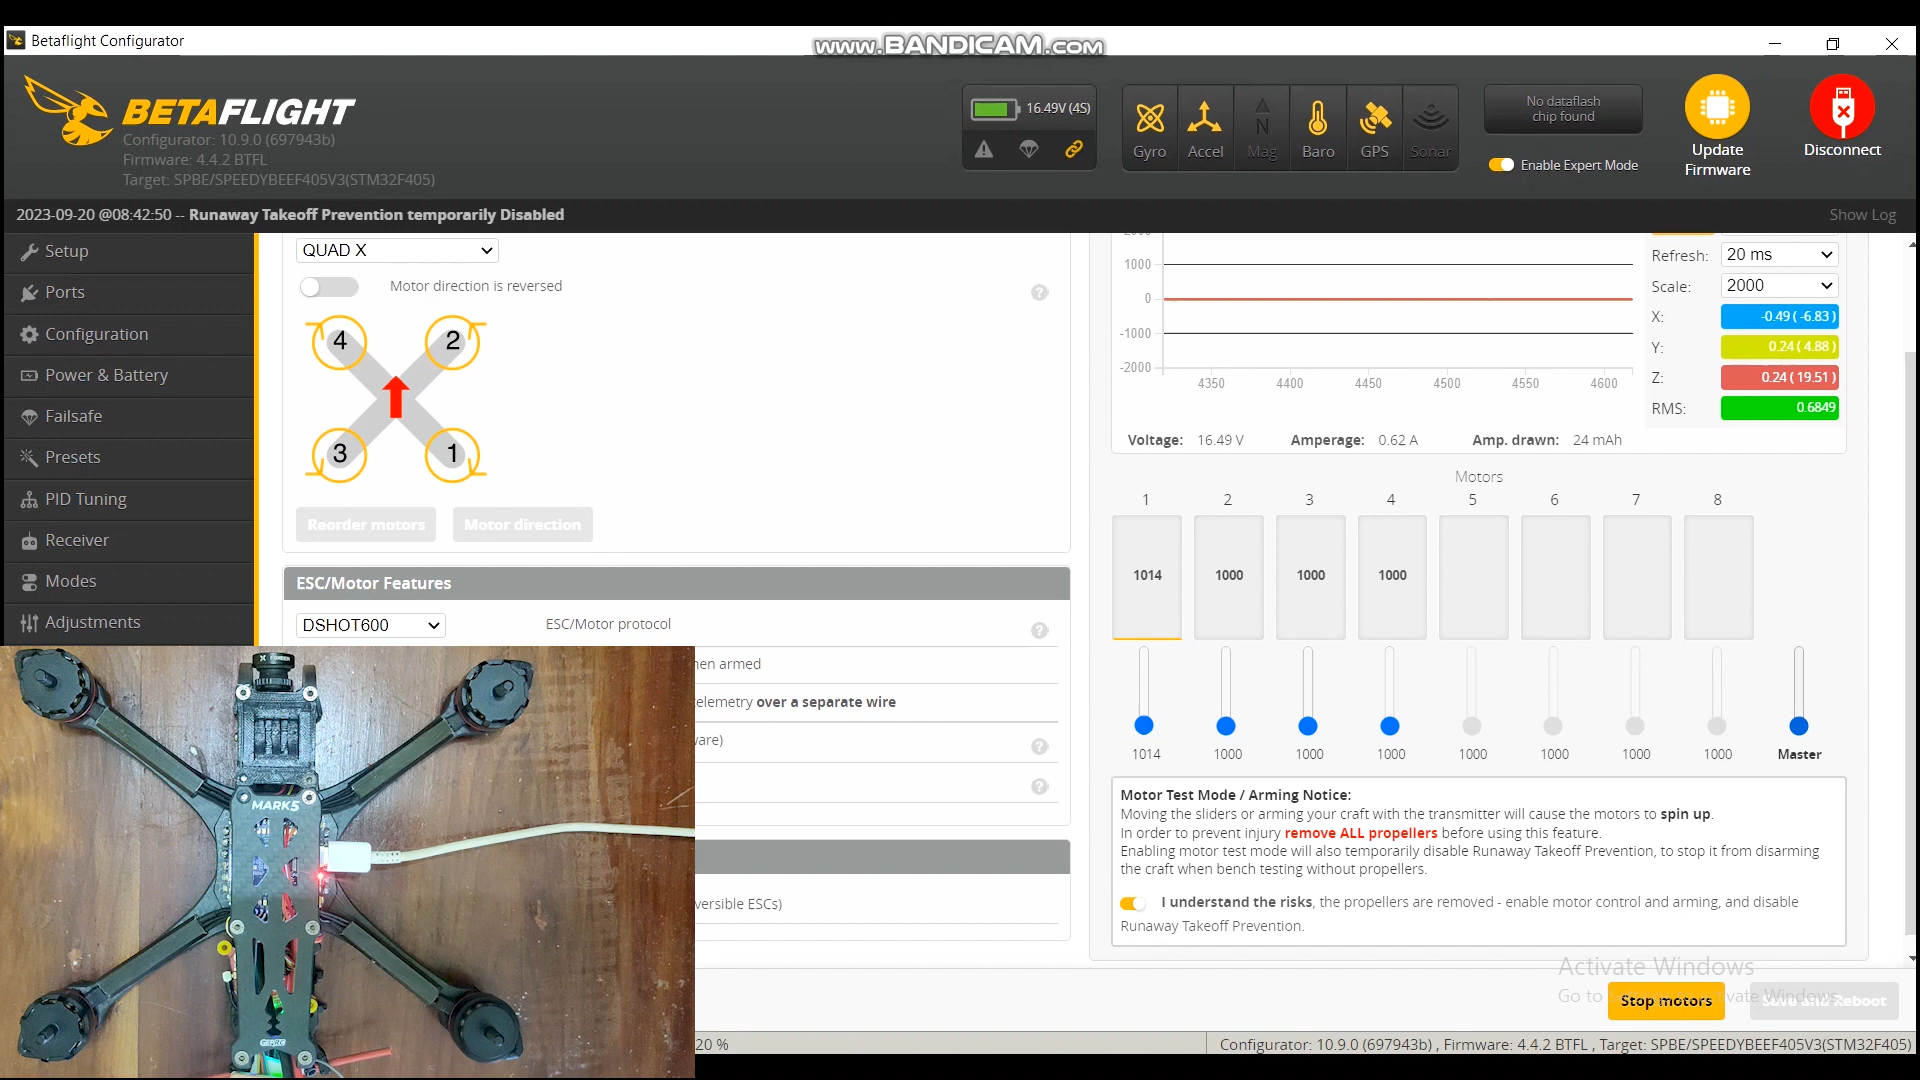 Betaflight Configurator
www.BANDICAM.com
BETAFLIGHT
Configurator: 10.9.0 (697943b)
Firmware: 4.4.2 BTFL
Target: SPBE/SPEEDYBEEF405V3(STM32F405)
16.49V (4S)
Gyro
Accel
Mag
Baro
GPS
Sonar
No dataflash
chip found
Enable Expert Mode
Update
Firmware
Disconnect
2023-09-20 @08:42:50 -- Runaway Takeoff Prevention temporarily Disabled
Show Log
Setup
Ports
Configuration
Power & Battery
Failsafe
Presets
PID Tuning
Receiver
Modes
Adjustments
QUAD X
Motor direction is reversed
4
2
3
1
Reorder motors
Motor direction
ESC/Motor Features
DSHOT600
ESC/Motor protocol
hen armed
elemetry over a separate wire
vare)
versible ESCs)
2000
1000
0
-1000
-2000
4350
4400
4450
4500
4550
4600
Refresh: 20 ms
Scale: 2000
X: -0.49 ( -6.83 )
Y: 0.24 ( 4.88 )
Z: 0.24 ( 19.51 )
RMS: 0.6849
Voltage: 16.49 V Amperage: 0.62 A Amp. drawn: 24 mAh
Motors
1 2 3 4 5 6 7 8
1014 1000 1000 1000
1014 1000 1000 1000 1000 1000 1000 1000 Master
Motor Test Mode / Arming Notice:
Moving the sliders or arming your craft with the transmitter will cause the motors to spin up.
In order to prevent injury remove ALL propellers before using this feature.
Enabling motor test mode will also temporarily disable Runaway Takeoff Prevention, to stop it from disarming
the craft when bench testing without propellers.
I understand the risks, the propellers are removed - enable motor control and arming, and disable
Runaway Takeoff Prevention.
Activate Windows
Go to
Stop motors
MARK5
GEPRC
20 %
Configurator: 10.9.0 (697943b) , Firmware: 4.4.2 BTFL , Target: SPBE/SPEEDYBEEF405V3(STM32F405)